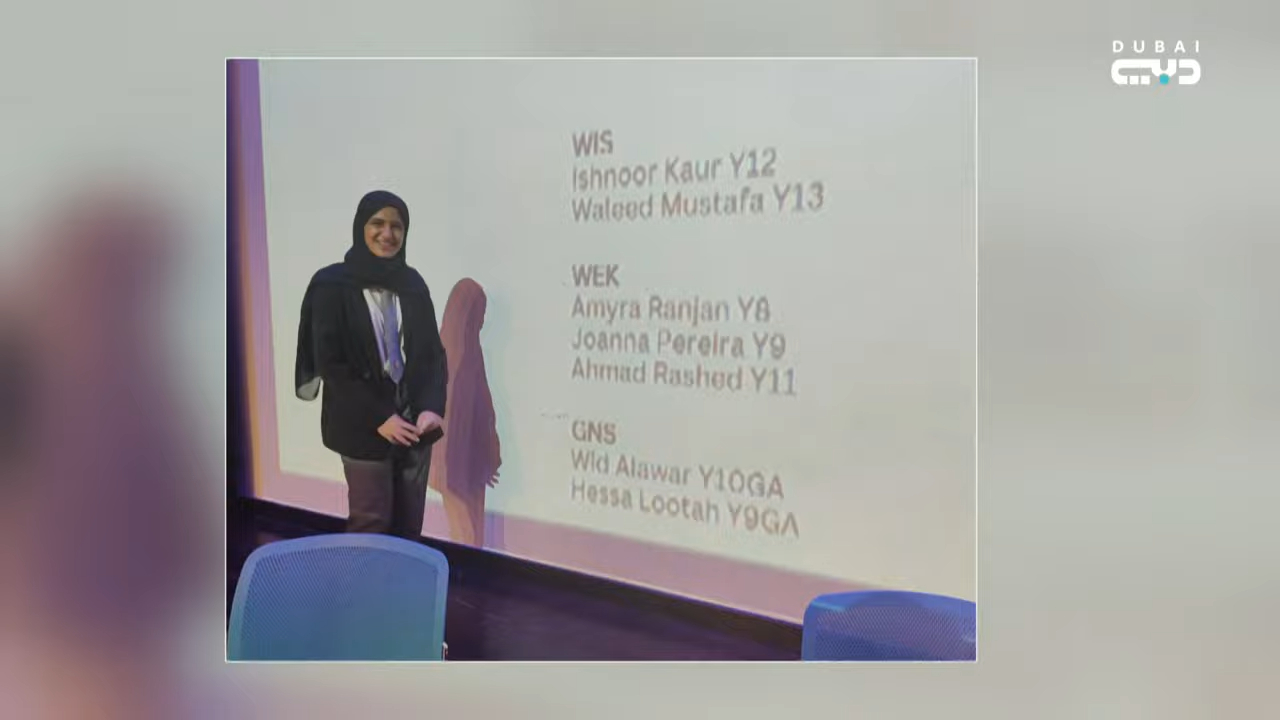 DUBAI
دبي
WIS
Ishnoor Kaur Y12
Waleed Mustafa Y13
WEK
Amyra Ranjan Y8
Joanna Pereira Y9
Ahmad Rashed Y11
GNS
Wid Alawar Y10GA
Hessa Lootah Y9GA